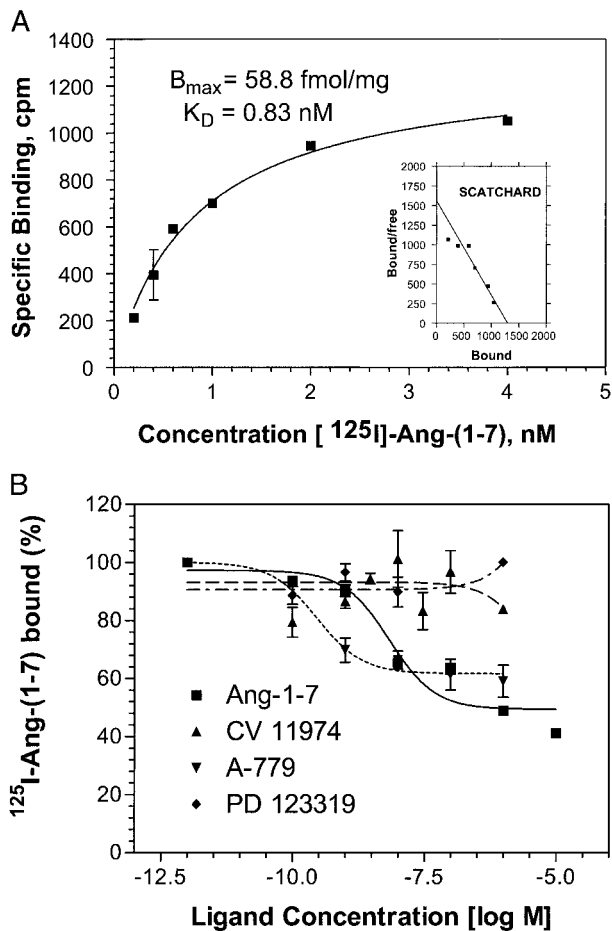 A
Specific Binding, cpm
1400
1200
1000
800
600
400
200
0
B_max = 58.8 fmol/mg
K_D = 0.83 nM
SCATCHARD
Bound/free
2000
1750
1500
1250
1000
750
500
250
0
0 500 1000 1500 2000
Bound
0 1 2 3 4 5
Concentration [ ¹²⁵I]-Ang-(1-7), nM
B
¹²⁵I-Ang-(1-7) bound (%)
120
100
80
60
40
20
0
Ang-1-7
CV 11974
A-779
PD 123319
-12.5 -10.0 -7.5 -5.0
Ligand Concentration [log M]